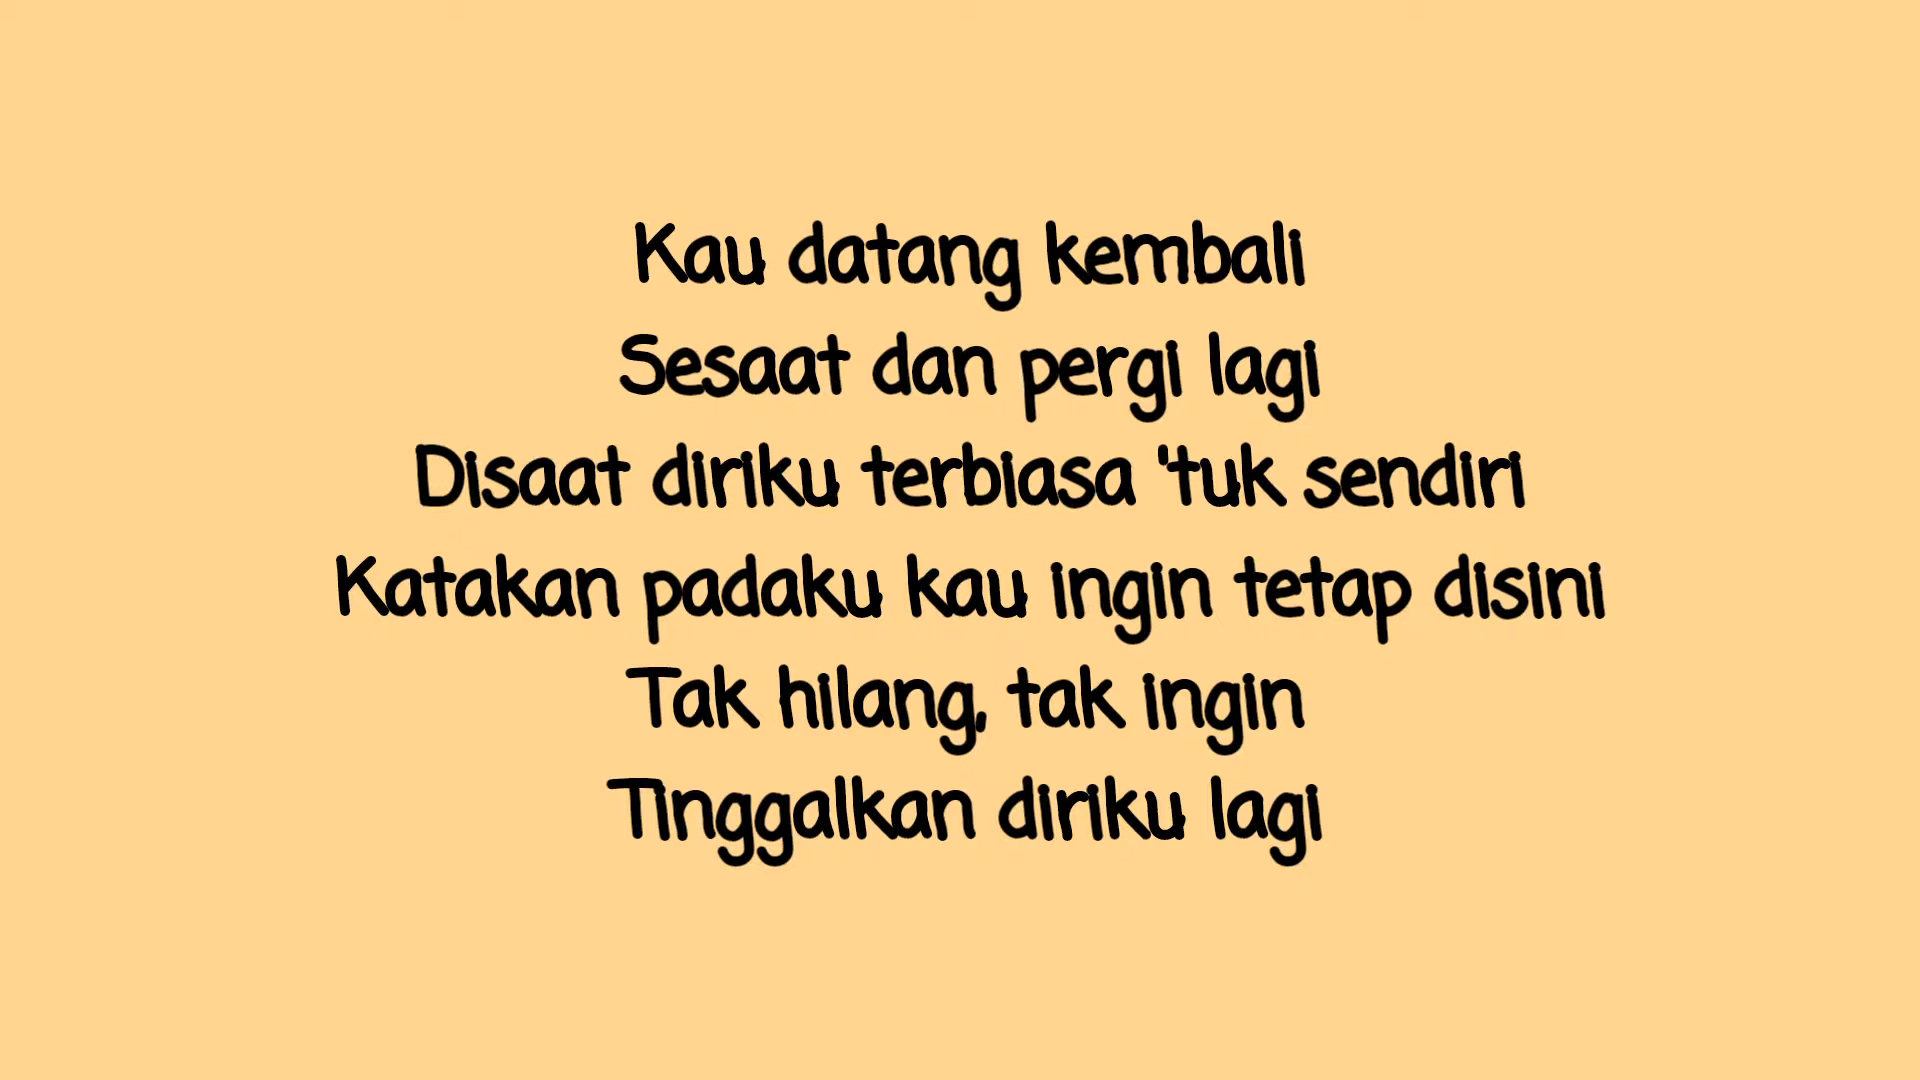 Kau datang kembali
Sesaat dan pergi lagi
Disaat diriku terbiasa 'tuk sendiri
Katakan padaku kau ingin tetap disini
Tak hilang, tak ingin
Tinggalkan diriku lagi